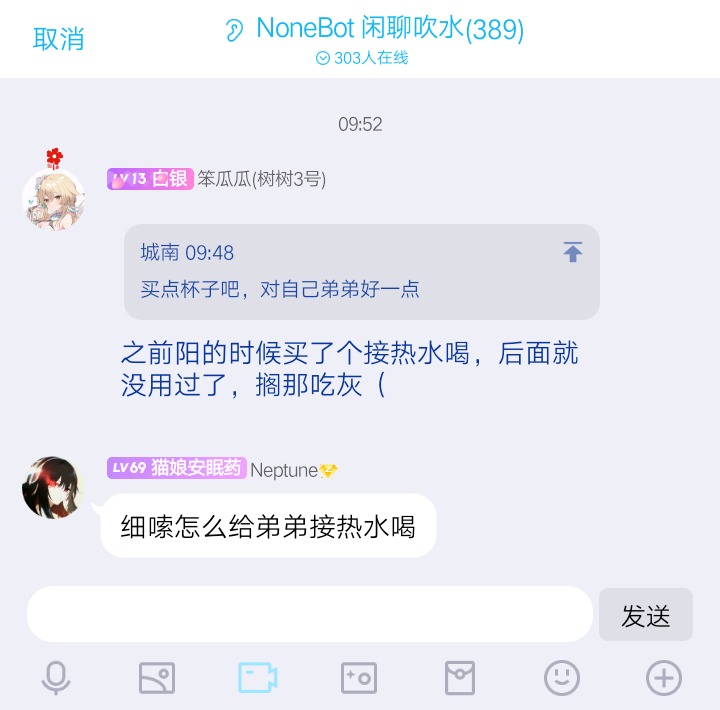 取消
NoneBot 闲聊吹水(389)
303人在线
09:52
LV13 白银 笨瓜瓜(树树3号)
城南 09:48
买点杯子吧，对自己弟弟好一点
之前阳的时候买了个接热水喝，后面就
没用过了，搁那吃灰（
LV69 猫娘安眠药 Neptune
细嗦怎么给弟弟接热水喝
发送